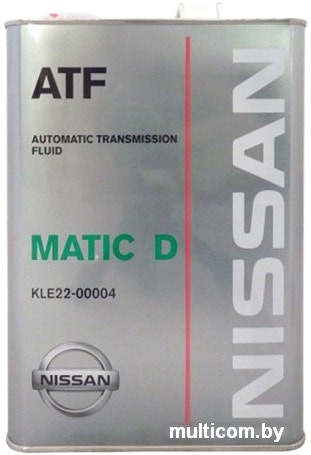 ATF
AUTOMATIC TRANSMISSION
FLUID
MATIC D
KLE22-00004
NISSAN
NISSAN
multicom.by